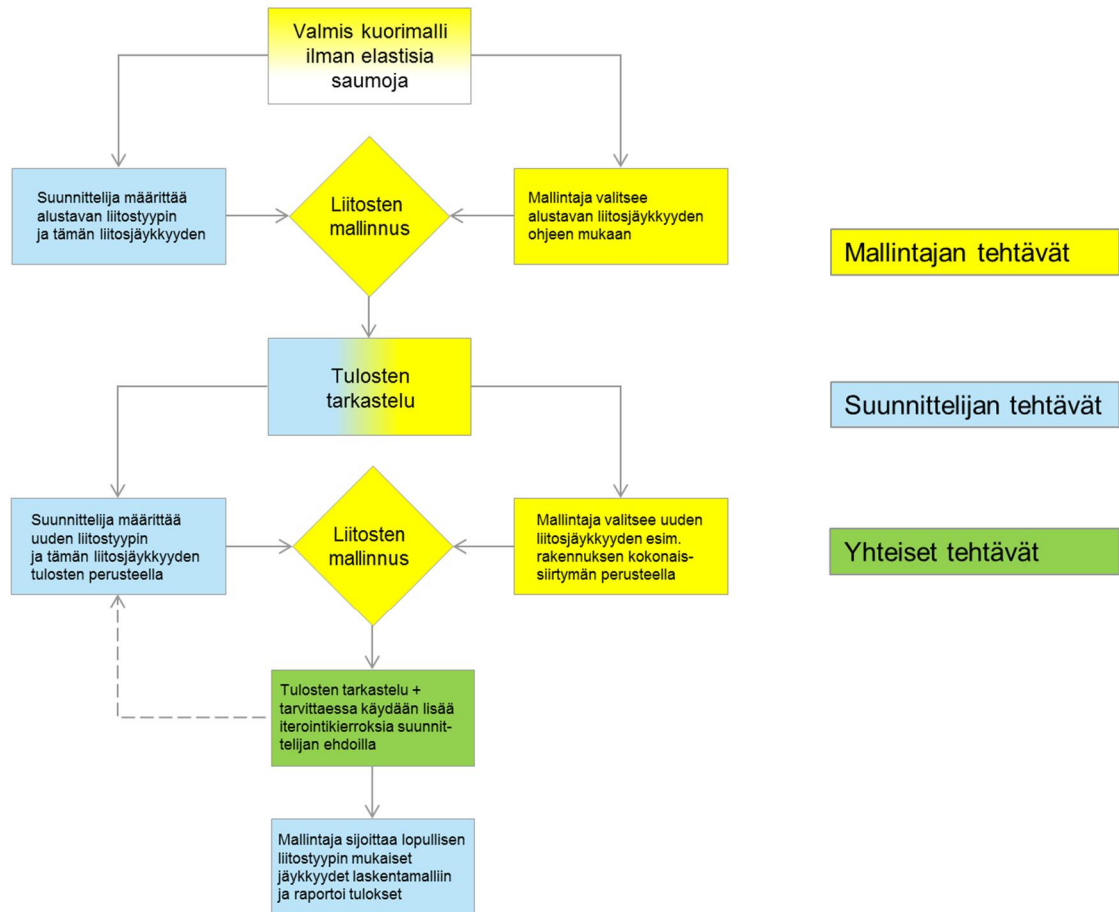 Valmis kuorimalli
ilman elastisia
saumoja
Suunnittelija määrittää
alustavan liitostyypin
ja tämän liitosjäykkyyden
Liitosten
mallinnus
Mallintaja valitsee
alustavan liitosjäykkyyden
ohjeen mukaan
Mallintajan tehtävät
Tulosten
tarkastelu
Suunnittelijan tehtävät
Suunnittelija määrittää
uuden liitostyypin
ja tämän liitosjäykkyyden
tulosten perusteella
Liitosten
mallinnus
Mallintaja valitsee uuden
liitosjäykkyyden esim.
rakennuksen kokonais-
siirtymän perusteella
Yhteiset tehtävät
Tulosten tarkastelu +
tarvittaessa käydään lisää
iterointikierroksia suunnit-
telijan ehdoilla
Mallintaja sijoittaa lopullisen
liitostyypin mukaiset
jäykkyydet laskentamalliin
ja raportoi tulokset